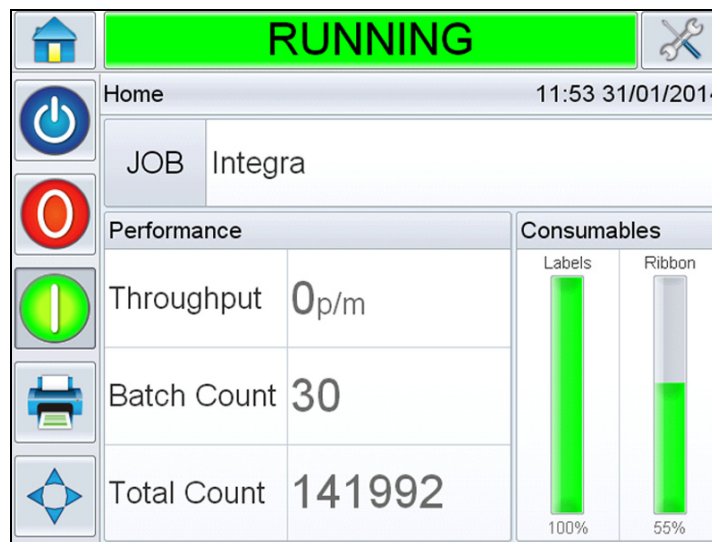 RUNNING
Home 11:53 31/01/201
JOB Integra
Performance
Consumables
Throughput 0p/m
Batch Count 30
Total Count 141992
Labels Ribbon
100% 55%